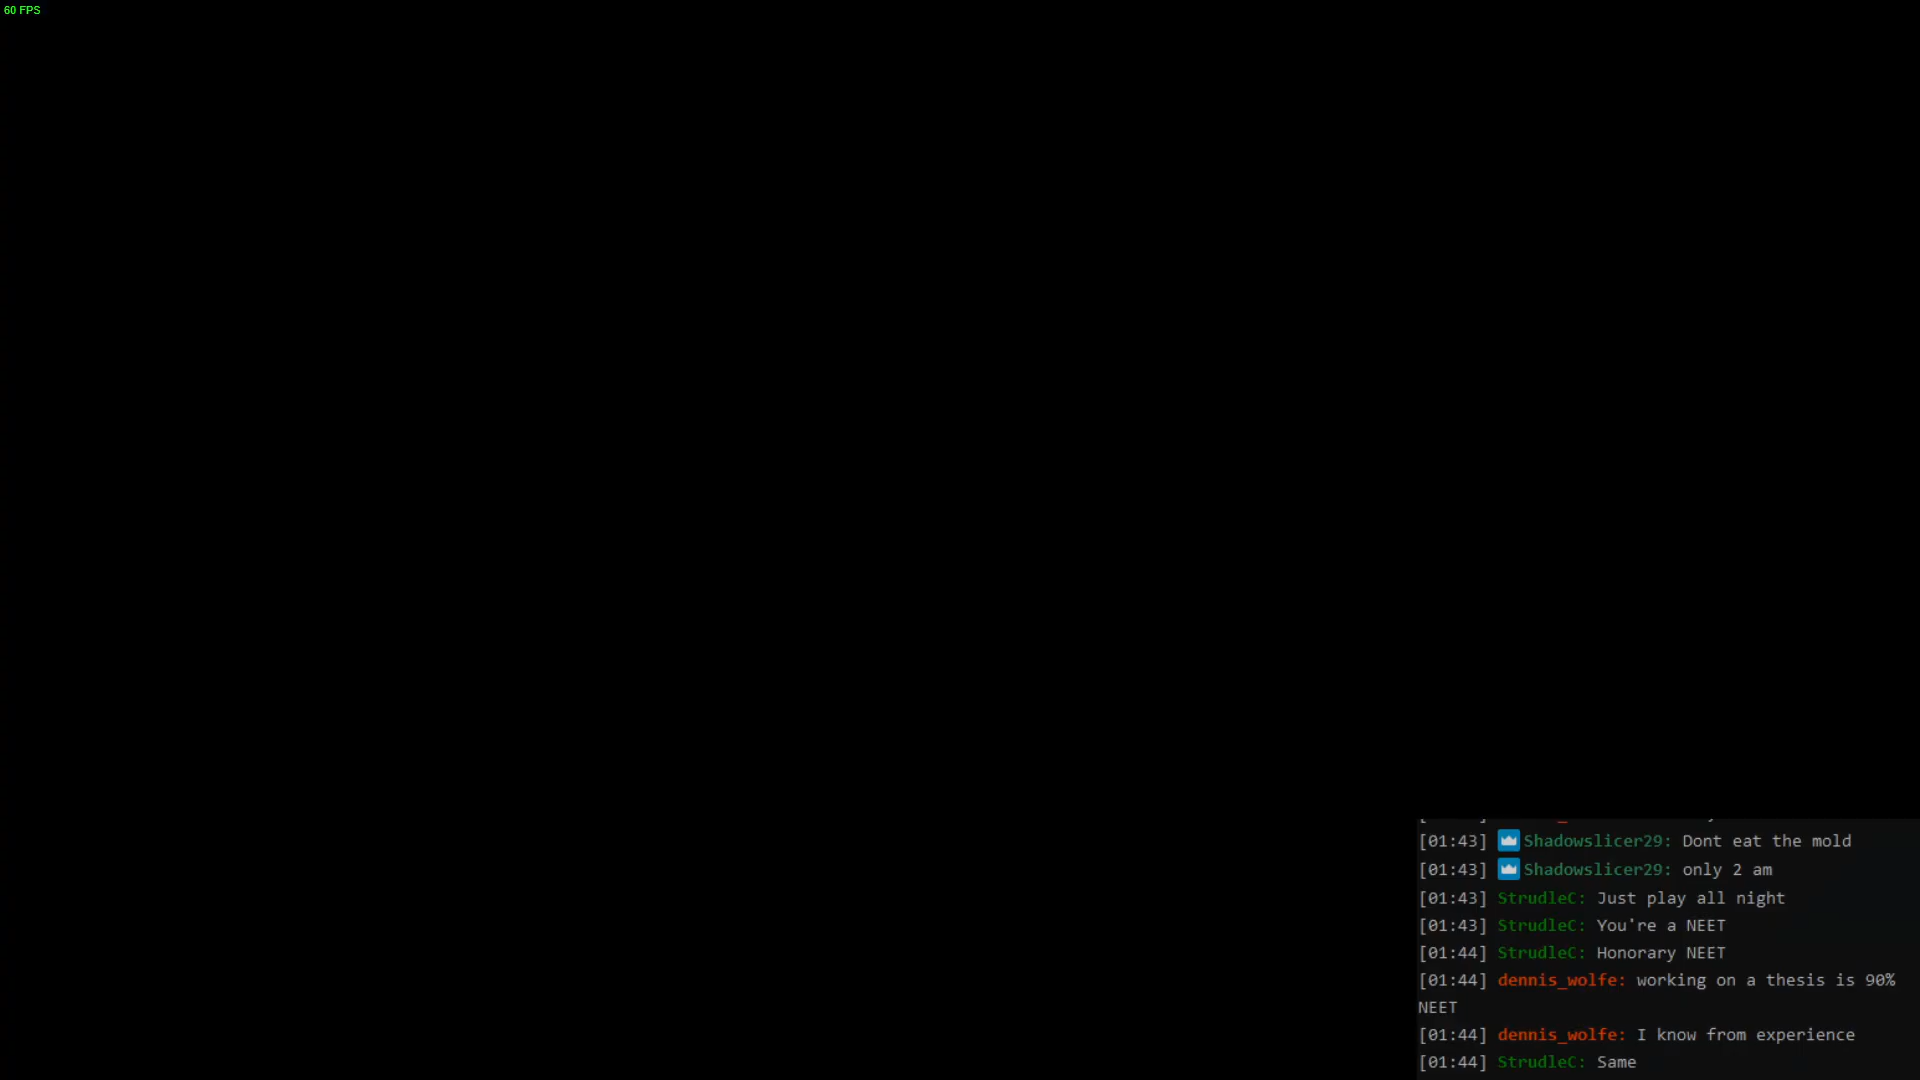 60 FPS
[01:43] Shadowslicer29: Dont eat the mold
[01:43] Shadowslicer29: only 2 am
[01:43] StrudleC: Just play all night
[01:43] StrudleC: You're a NEET
[01:44] StrudleC: Honorary NEET
[01:44] dennis_wolfe: working on a thesis is 90%
NEET
[01:44] dennis_wolfe: I know from experience
[01:44] StrudleC: Same